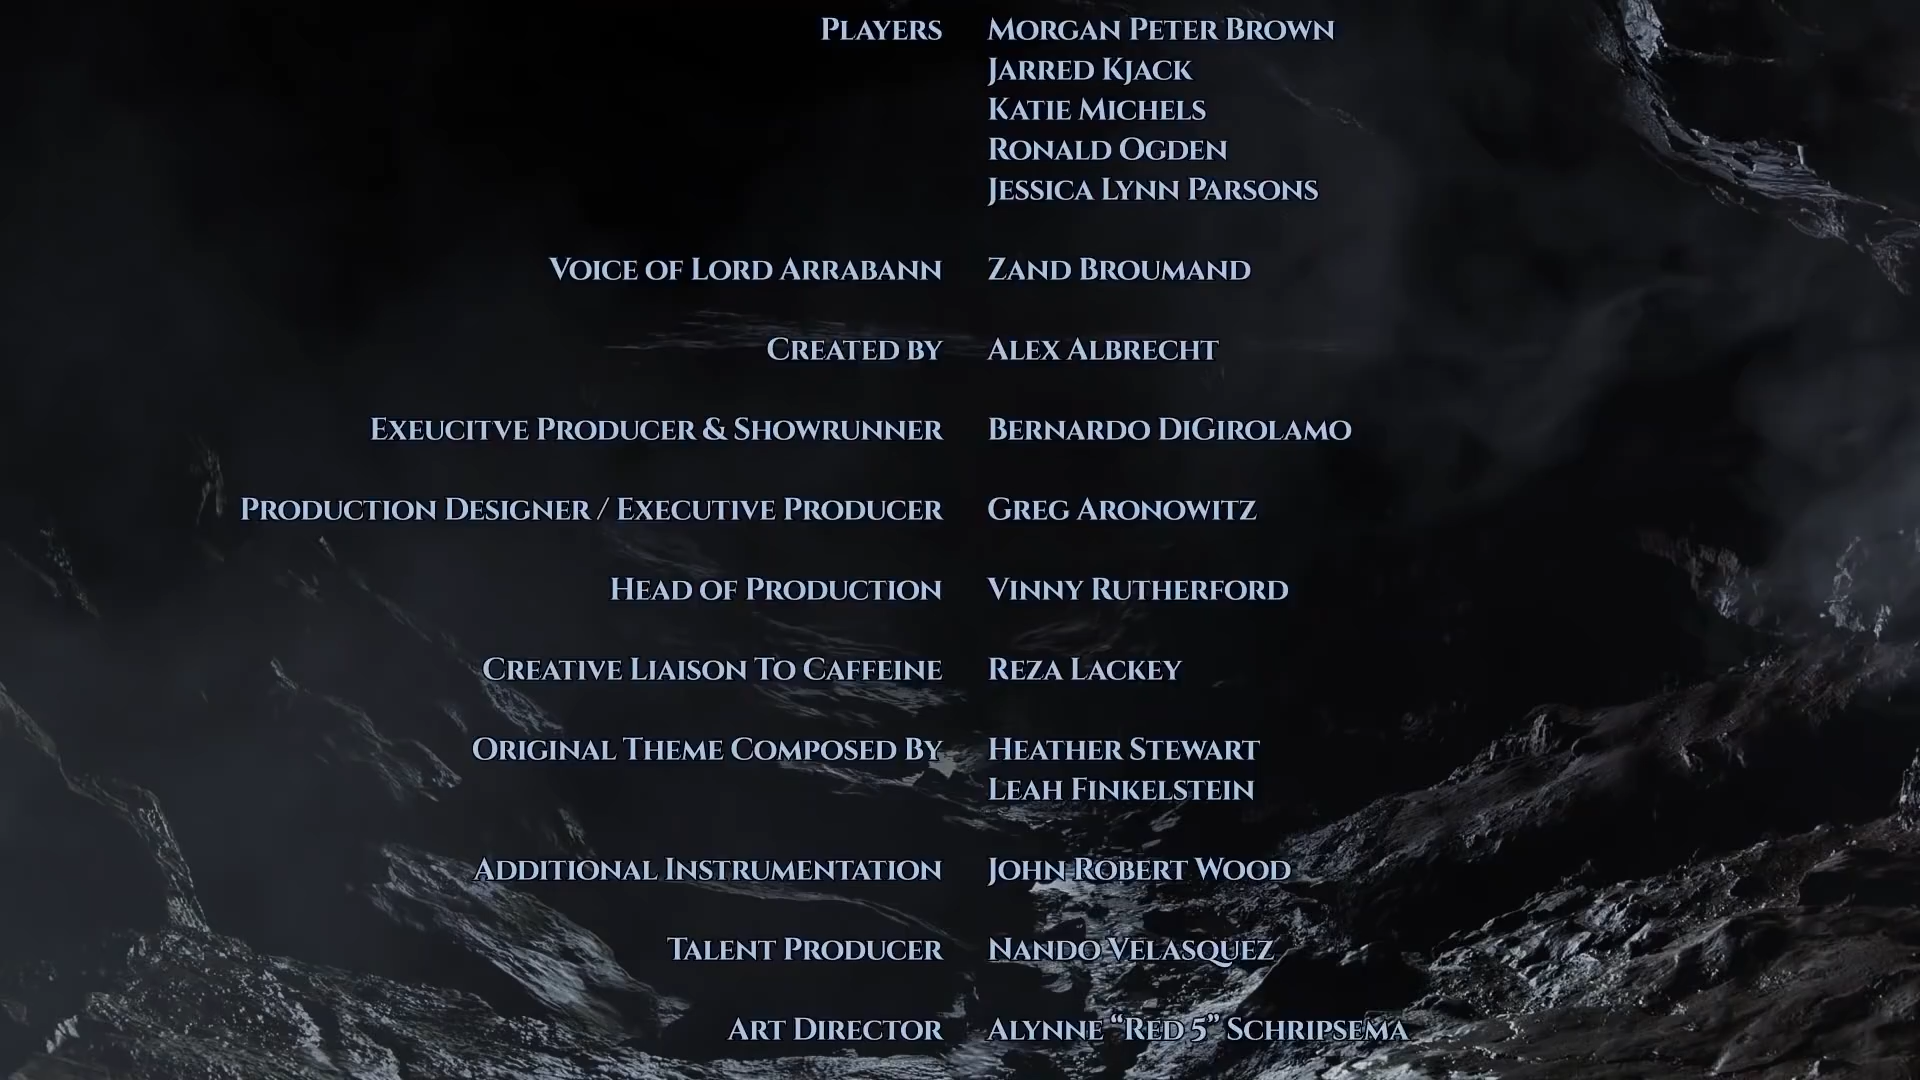 Players Morgan Peter Brown
Jarred Kjack
Katie Michels
Ronald Ogden
Jessica Lynn Parsons
Voice of Lord Arrabann Zand Broumand
Created by Alex Albrecht
Exeucitve Producer & Showrunner Bernardo DiGirolamo
Production Designer / Executive Producer Greg Aronowitz
Head of Production Vinny Rutherford
Creative Liaison To Caffeine Reza Lackey
Original Theme Composed By Heather Stewart
Leah Finkelstein
Additional Instrumentation John Robert Wood
Talent Producer Nando Velasquez
Art Director Alynne “Red 5” Schripsema